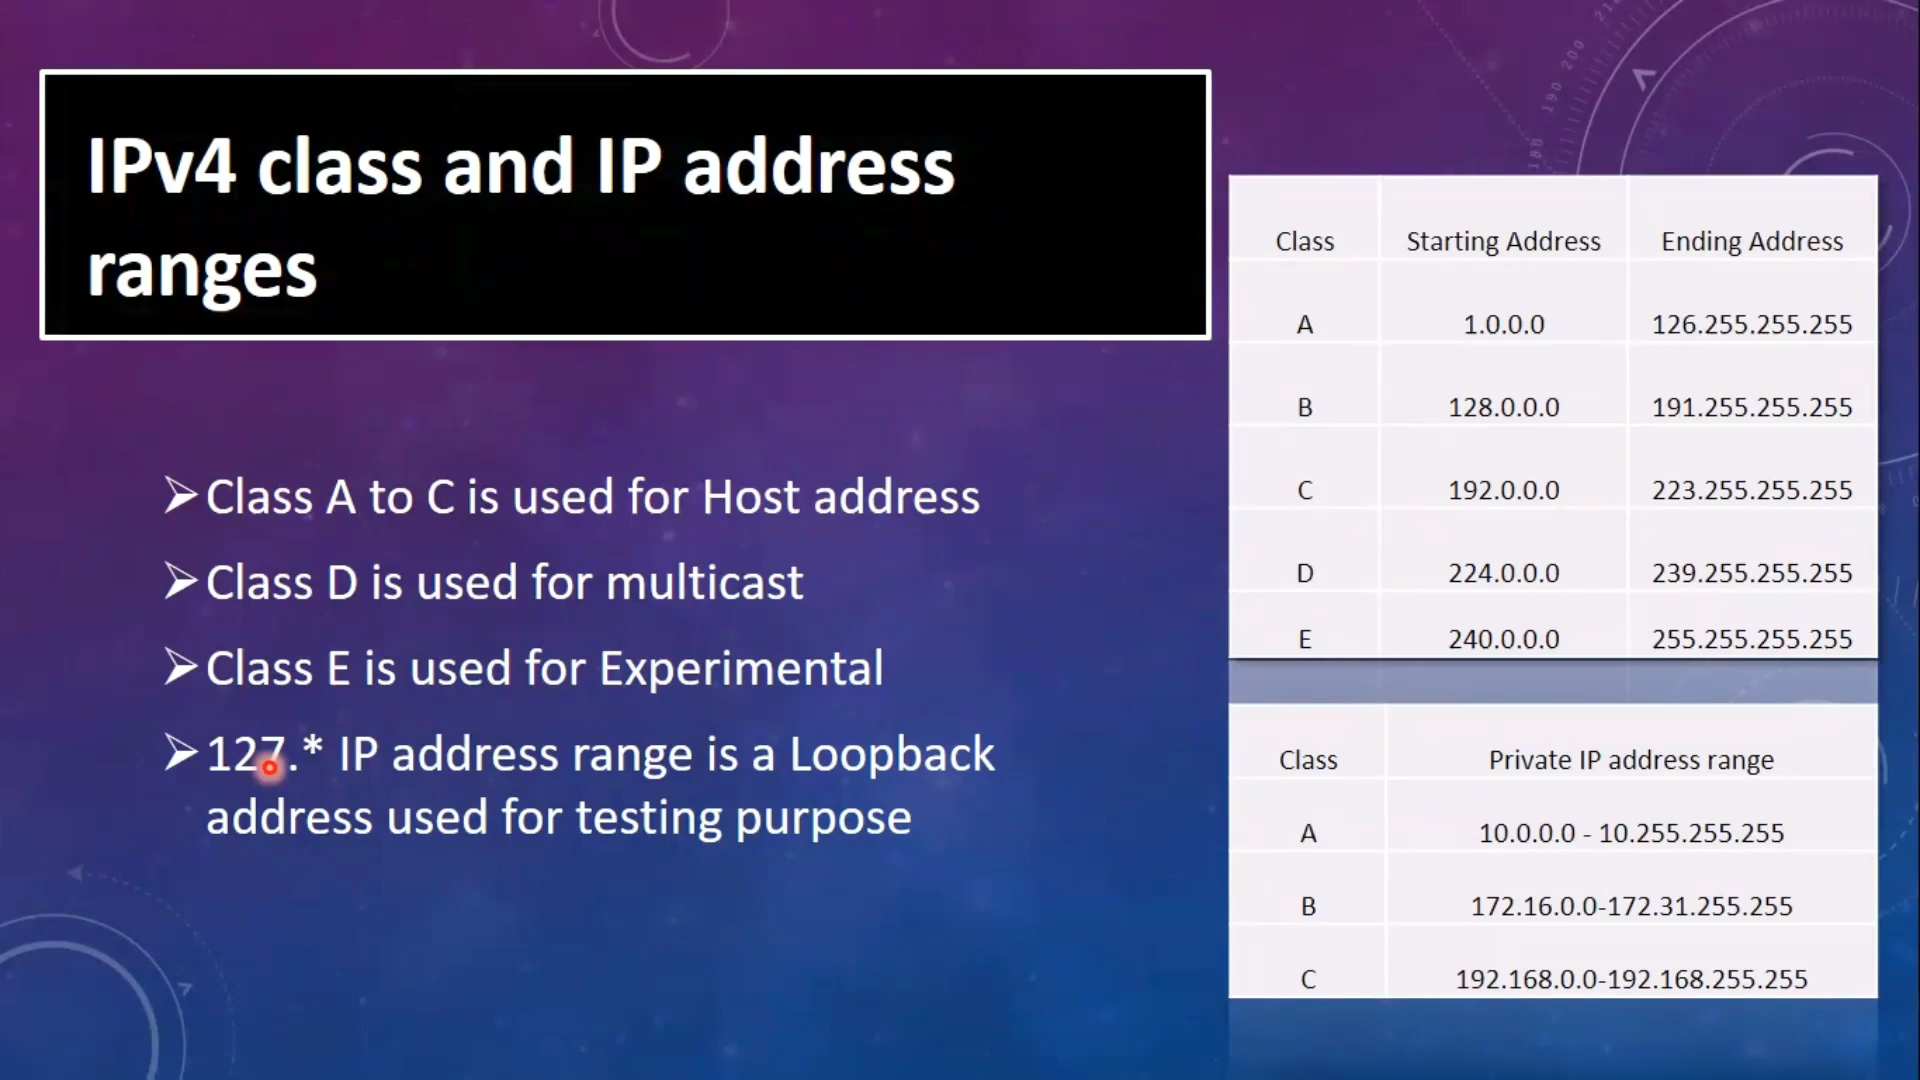 IPv4 class and IP address
ranges
Class A to C is used for Host address
Class D is used for multicast
Class E is used for Experimental
127.* IP address range is a Loopback
address used for testing purpose
Class Starting Address Ending Address
A 1.0.0.0 126.255.255.255
B 128.0.0.0 191.255.255.255
C 192.0.0.0 223.255.255.255
D 224.0.0.0 239.255.255.255
E 240.0.0.0 255.255.255.255
Class Private IP address range
A 10.0.0.0 - 10.255.255.255
B 172.16.0.0-172.31.255.255
C 192.168.0.0-192.168.255.255
180 190 200